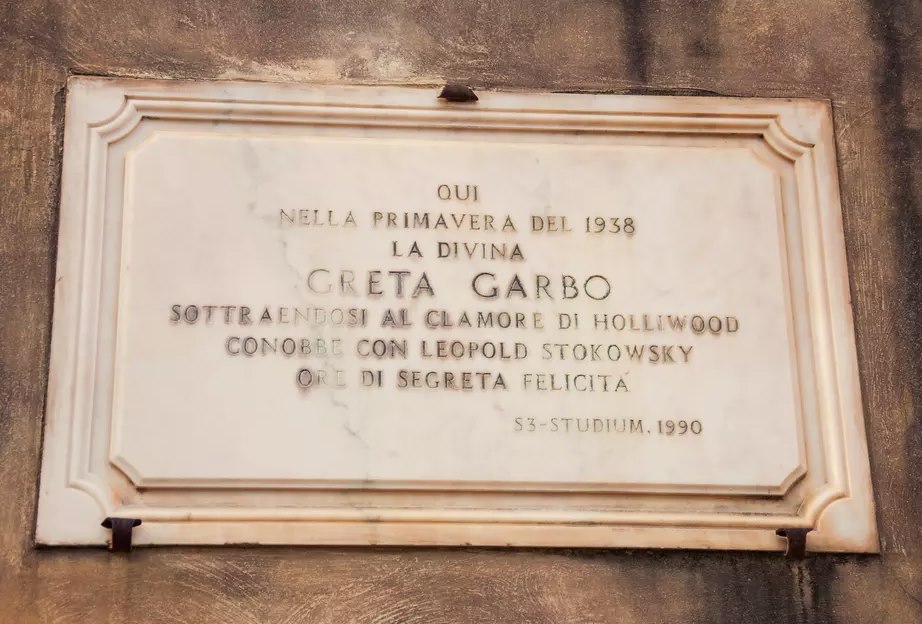 QUI
NELLA PRIMAVERA DEL 1938
LA DIVINA
GRETA GARBO
SOTTRAENDOSI AL CLAMORE DI HOLLIWOOD
CONOBBE CON LEOPOLD STOKOWSKY
ORE DI SEGRETA FELICITÀ
S3-STUDIUM. 1990